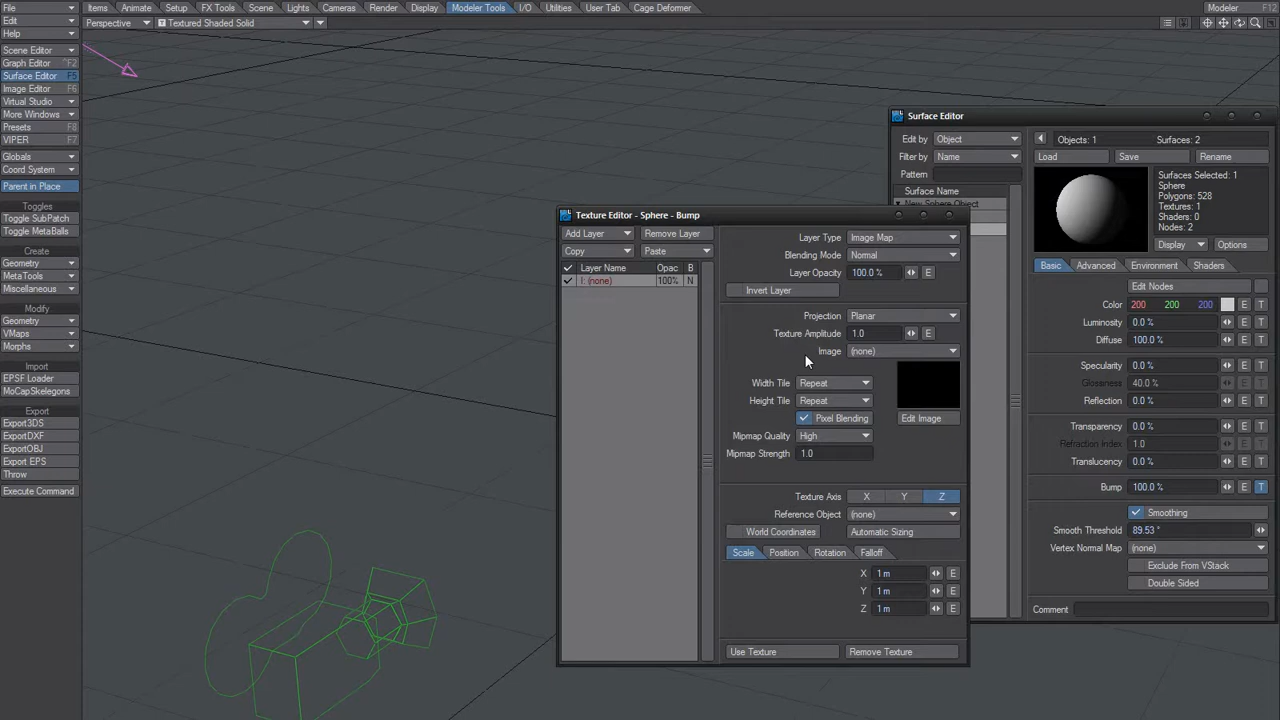 File Items Animate Setup FX Tools Scene Lights Cameras Render Display Modeler Tools I/O Utilities User Tab Cage Deformer Modeler F12
Edit Perspective Textured Shaded Solid
Help
Scene Editor
Graph Editor ^F2
Surface Editor F5
Image Editor F6
Virtual Studio
More Windows
Presets F8
VIPER F7
Globals
Coord System
Parent in Place
Toggles
Toggle SubPatch
Toggle MetaBalls
Create
Geometry
MetaTools
Miscellaneous
Modify
Geometry
VMaps
Morphs
Import
EPSF Loader
MoCapSkelegons
Export
Export3DS
ExportDXF
ExportOBJ
Export EPS
Throw
Execute Command
Texture Editor - Sphere - Bump
Add Layer Remove Layer
Copy Paste
Layer Name Opac B
I: (none) 100% N
Layer Type Image Map
Blending Mode Normal
Layer Opacity 100.0 % E
Invert Layer
Projection Planar
Texture Amplitude 1.0 E
Image (none)
Width Tile Repeat
Height Tile Repeat
Pixel Blending Edit Image
Mipmap Quality High
Mipmap Strength 1.0
Texture Axis X Y Z
Reference Object (none)
World Coordinates Automatic Sizing
Scale Position Rotation Falloff
X 1 m E
Y 1 m E
Z 1 m E
Use Texture Remove Texture
Surface Editor
Edit by Object
Filter by Name
Pattern
Surface Name
New Sphere Object
Objects: 1 Surfaces: 2
Load Save Rename
Surfaces Selected: 1
Sphere
Polygons: 528
Textures: 1
Shaders: 0
Nodes: 2
Display Options
Basic Advanced Environment Shaders
Edit Nodes
Color 200 200 200 E T
Luminosity 0.0 % E T
Diffuse 100.0 % E T
Specularity 0.0 % E T
Glossiness 40.0 % E T
Reflection 0.0 % E T
Transparency 0.0 % E T
Refraction Index 1.0 E T
Translucency 0.0 % E T
Bump 100.0 % E T
Smoothing
Smooth Threshold 89.53 °
Vertex Normal Map (none)
Exclude From VStack
Double Sided
Comment